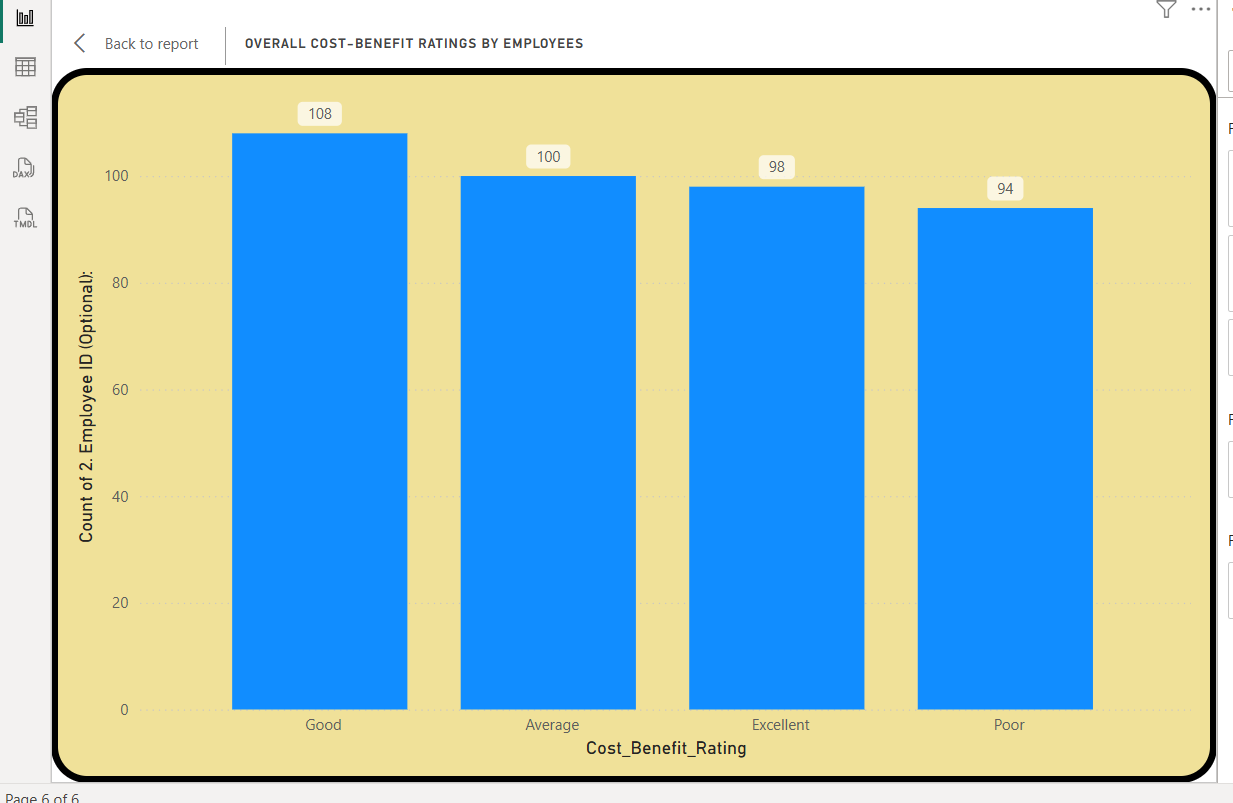 Back to report
OVERALL COST-BENEFIT RATINGS BY EMPLOYEES
DAX
TMDL
108
100
98
94
100
80
60
40
20
0
Count of 2. Employee ID (Optional):
Good
Average
Excellent
Poor
Cost_Benefit_Rating
Page 6 of 6